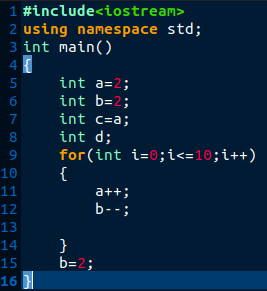 1 #include<iostream>
2 using namespace std;
3 int main()
4 {
5     int a=2;
6     int b=2;
7     int c=a;
8     int d;
9     for(int i=0;i<=10;i++)
10     {
11         a++;
12         b--;
13
14     }
15     b=2;
16 }